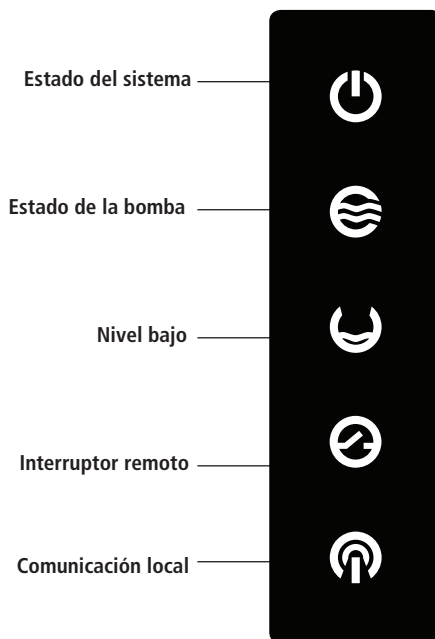 Estado del sistema
Estado de la bomba
Nivel bajo
Interruptor remoto
Comunicación local